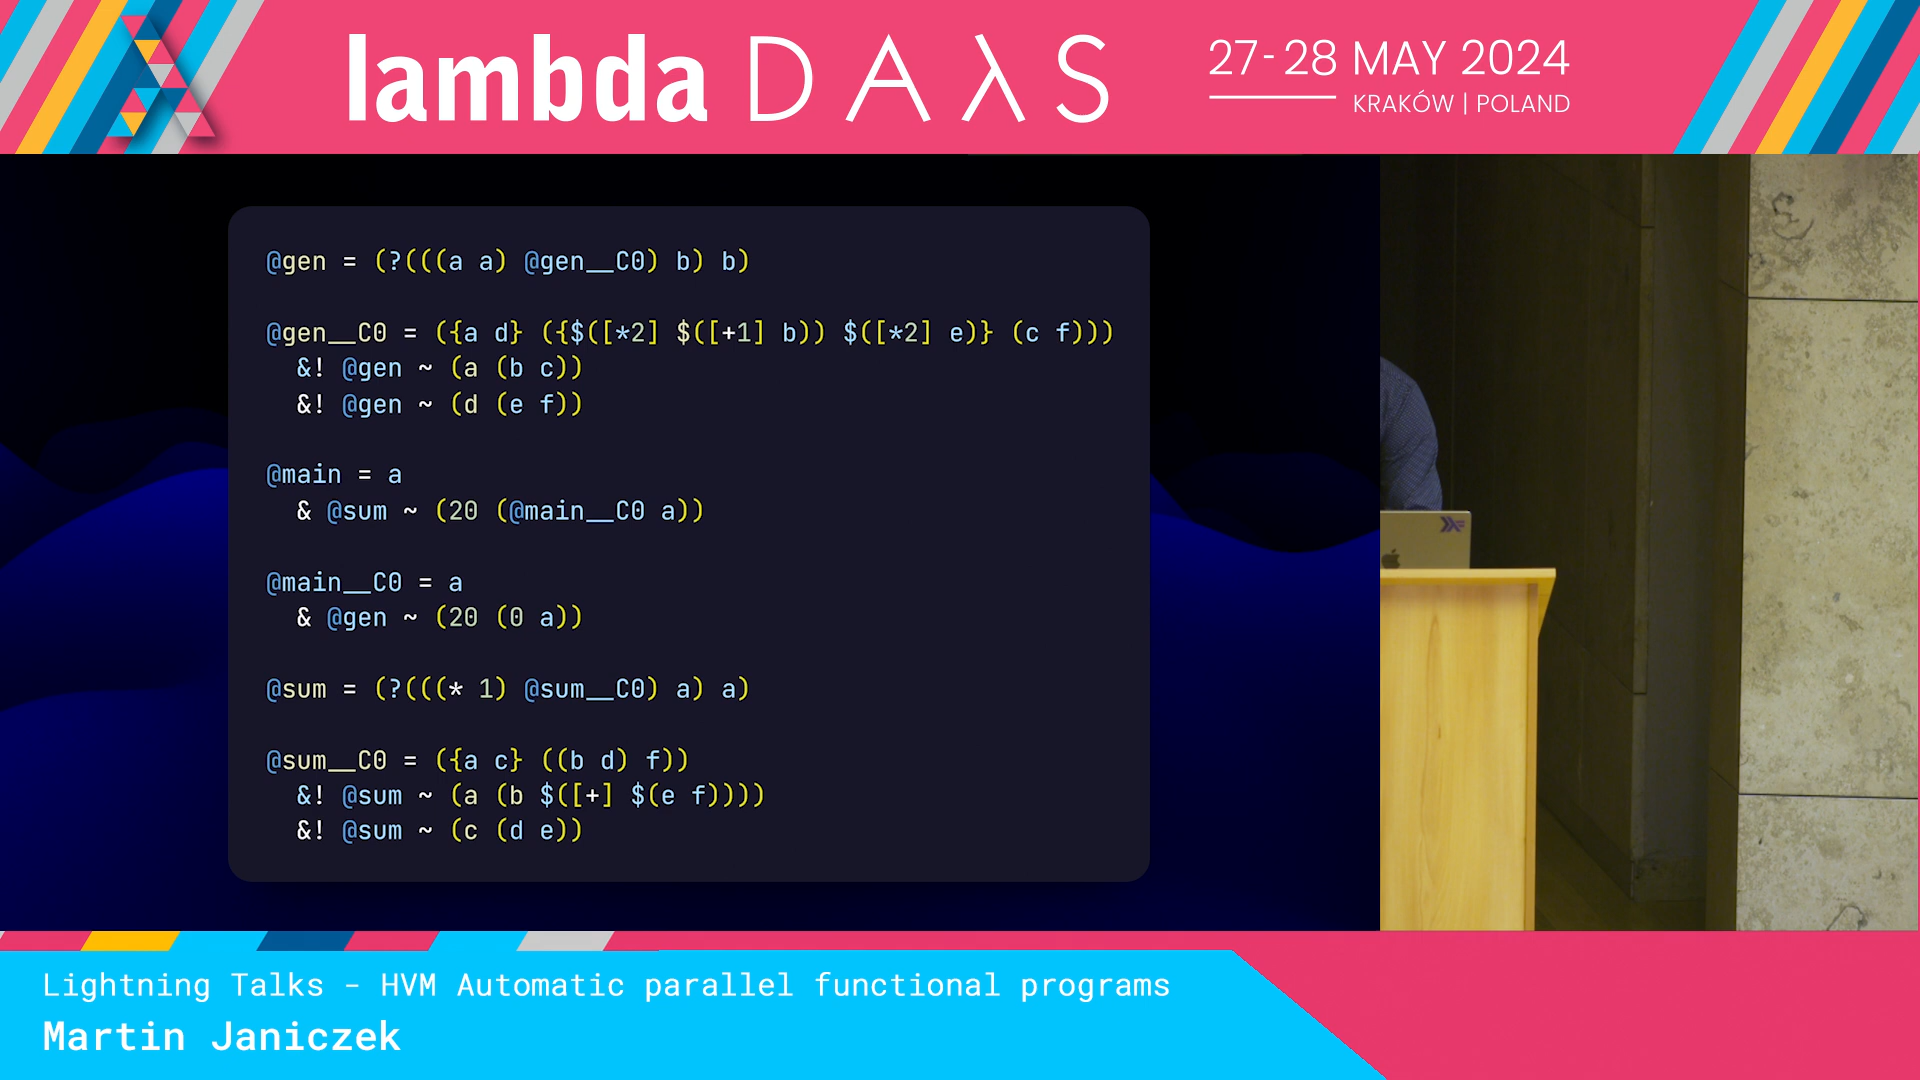 lambda DAλS
27-28 MAY 2024
KRAKÓW | POLAND
@gen = (?(((a a) @gen__C0) b) b)
@gen__C0 = ({a d} ({$([*2] $([+1] b)) $([*2] e)} (c f)))
&! @gen ~ (a (b c))
&! @gen ~ (d (e f))
@main = a
& @sum ~ (20 (@main__C0 a))
@main__C0 = a
& @gen ~ (20 (0 a))
@sum = (?(((* 1) @sum__C0) a) a)
@sum__C0 = ({a c} ((b d) f))
&! @sum ~ (a (b $([+] $(e f))))
&! @sum ~ (c (d e))
Lightning Talks - HVM Automatic parallel functional programs
Martin Janiczek